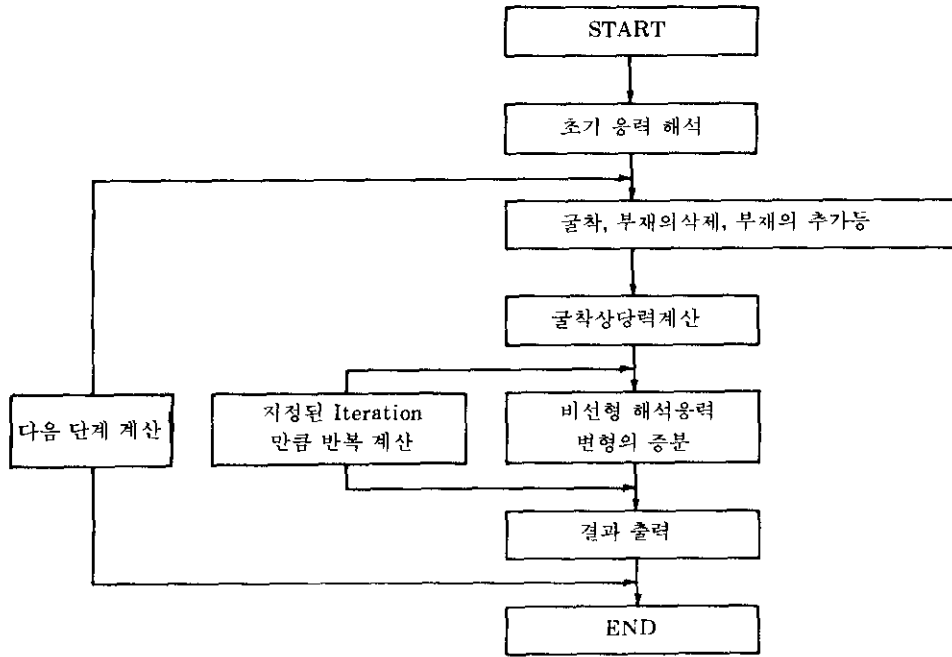 START
초기 응력 해석
굴착, 부재의삭제, 부재의 추가등
굴착상당력계산
다음 단계 계산
지정된 Iteration
만큼 반복 계산
비선형 해석응력
변형의 증분
결과 출력
END